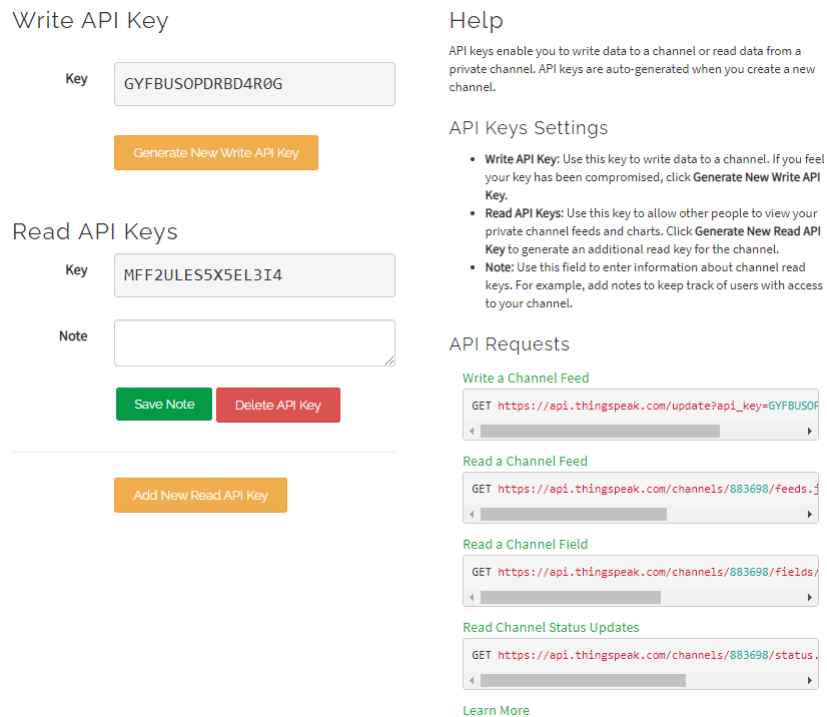 Write API Key
Key
GYFBUSOPDRBD4R0G
Generate New Write API Key
Read API Keys
Key
MFF2ULES5X5EL3I4
Note
Save Note
Delete API Key
Add New Read API Key
Help
API keys enable you to write data to a channel or read data from a
private channel. API keys are auto-generated when you create a new
channel.
API Keys Settings
• Write API Key: Use this key to write data to a channel. If you feel
your key has been compromised, click Generate New Write API
Key.
• Read API Keys: Use this key to allow other people to view your
private channel feeds and charts. Click Generate New Read API
Key to generate an additional read key for the channel.
• Note: Use this field to enter information about channel read
keys. For example, add notes to keep track of users with access
to your channel.
API Requests
Write a Channel Feed
GET https://api.thingspeak.com/update?api_key=GYFBUSOP
Read a Channel Feed
GET https://api.thingspeak.com/channels/883698/feeds.j
Read a Channel Field
GET https://api.thingspeak.com/channels/883698/fields/
Read Channel Status Updates
GET https://api.thingspeak.com/channels/883698/status.
Learn More